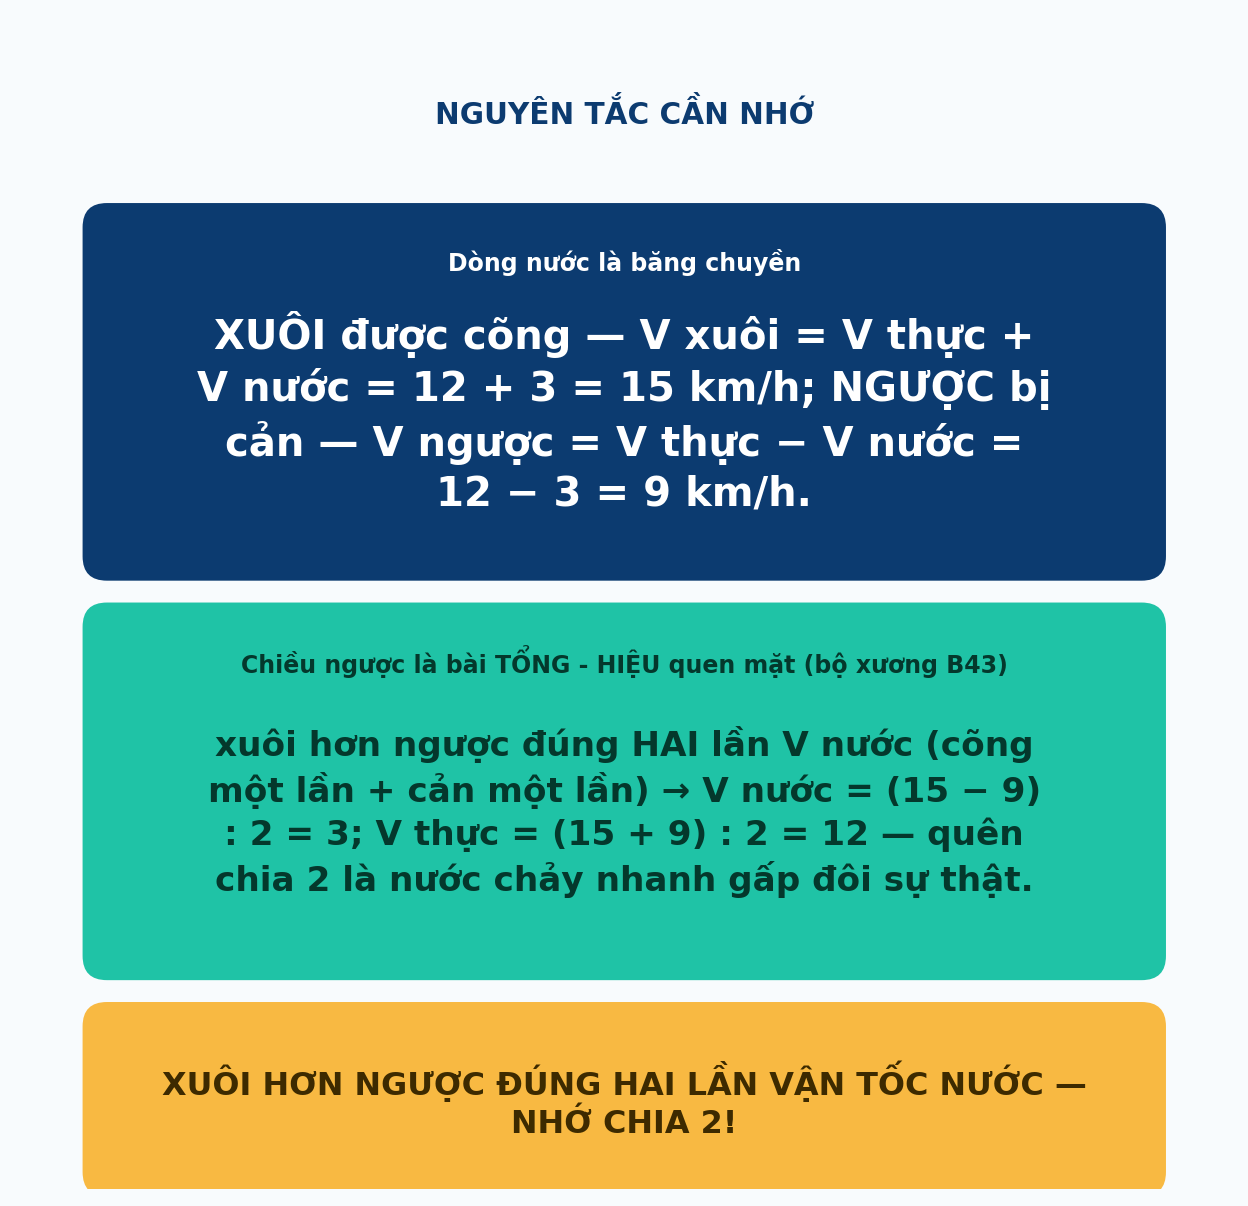 NGUYÊN TẮC CẦN NHỚ
Dòng nước là băng chuyền
XUÔI được cõng — V xuôi = V thực +
V nước = 12 + 3 = 15 km/h; NGƯỢC bị
cản — V ngược = V thực − V nước =
12 − 3 = 9 km/h.
Chiều ngược là bài TỔNG - HIỆU quen mặt (bộ xương B43)
xuôi hơn ngược đúng HAI lần V nước (cõng
một lần + cản một lần) → V nước = (15 − 9)
: 2 = 3; V thực = (15 + 9) : 2 = 12 — quên
chia 2 là nước chảy nhanh gấp đôi sự thật.
XUÔI HƠN NGƯỢC ĐÚNG HAI LẦN VẬN TỐC NƯỚC —
NHỚ CHIA 2!